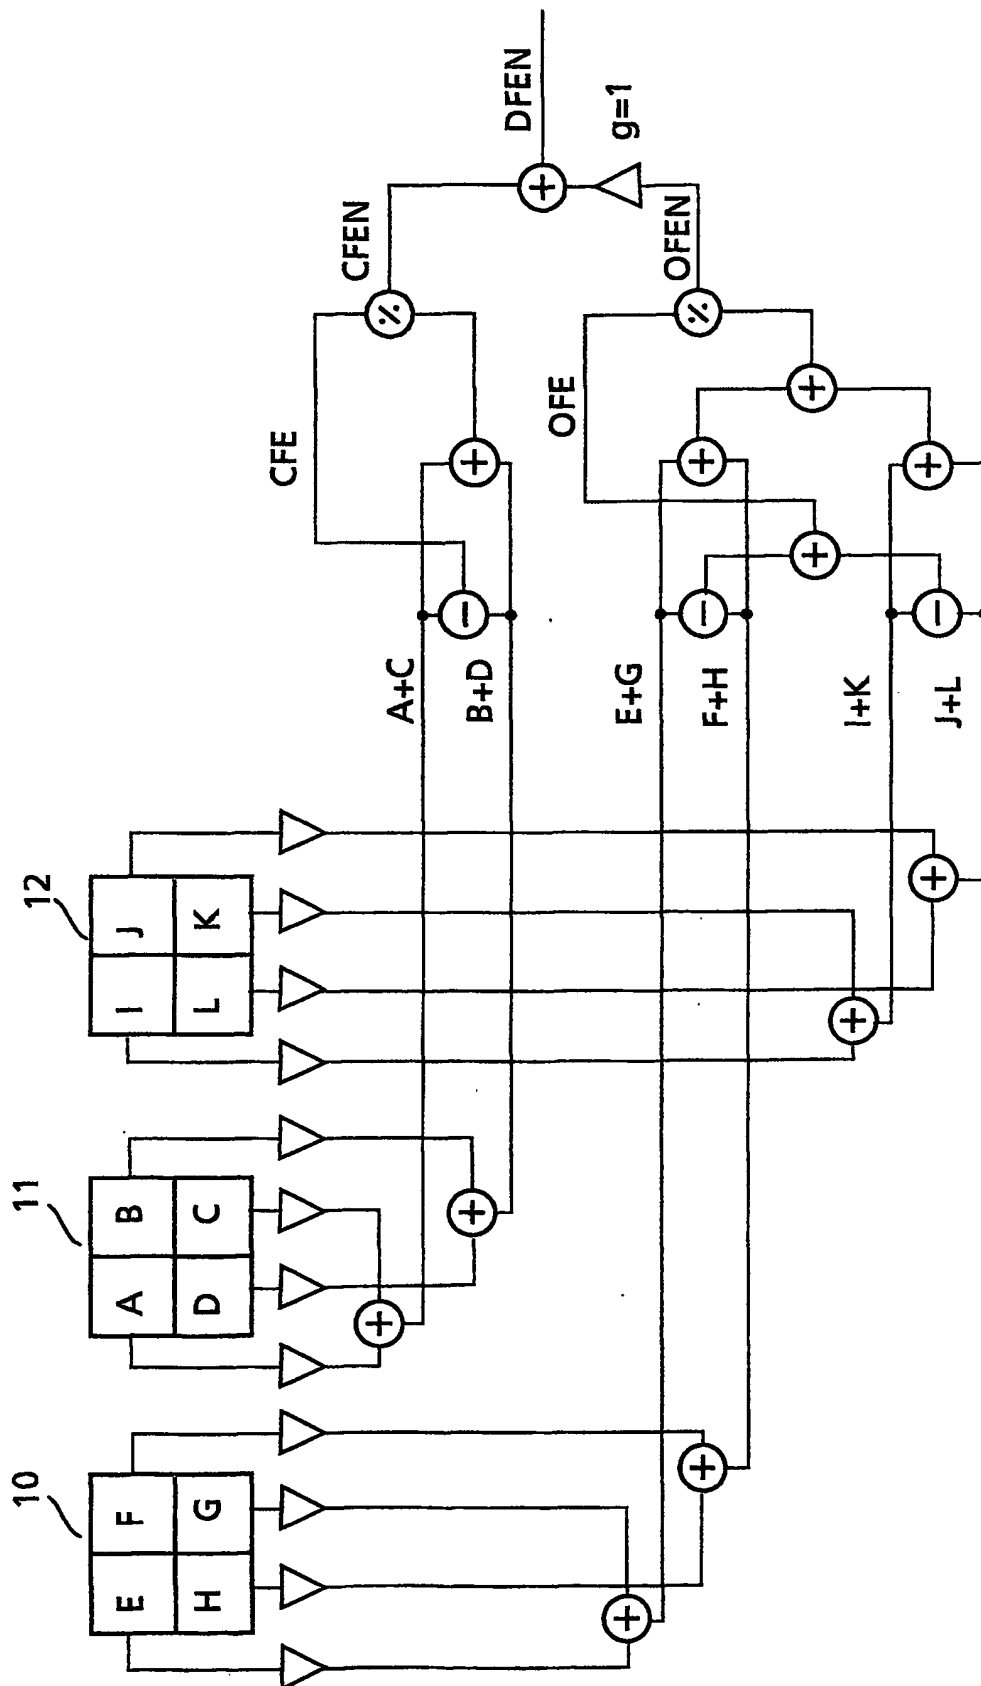 10
11
12
E
F
H
G
A
B
D
C
I
J
L
K
A+C
B+D
E+G
F+H
I+K
J+L
CFE
OFE
CFEN
OFEN
DFEN
g=1
+
+
+
+
+
+
−
−
−
+
+
+
+
+
%
%
+